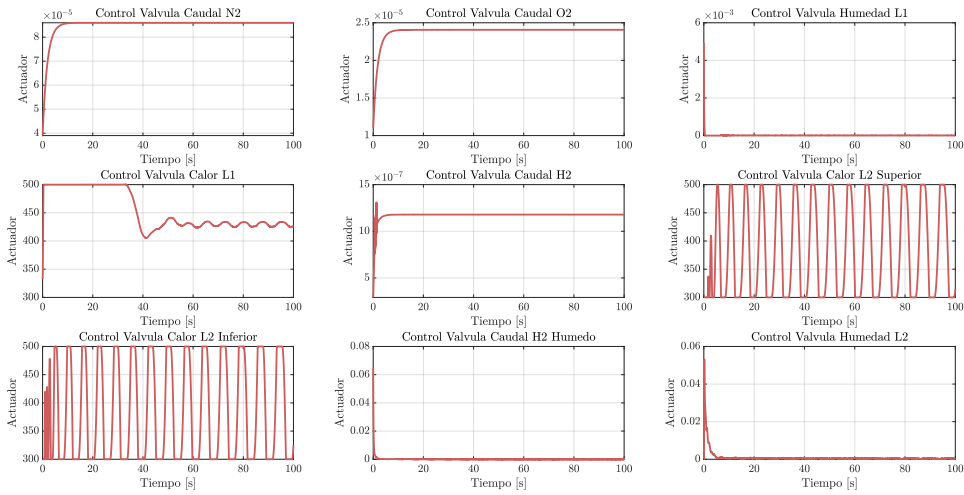 Control Valvula Caudal N2
×10⁻⁵
8
7
6
5
4
Actuador
0 20 40 60 80 100
Tiempo [s]
Control Valvula Caudal O2
×10⁻⁵
2.5
2
1.5
1
Actuador
0 20 40 60 80 100
Tiempo [s]
Control Valvula Humedad L1
×10⁻³
6
4
2
0
Actuador
0 20 40 60 80 100
Tiempo [s]
Control Valvula Calor L1
500
450
400
350
300
Actuador
0 20 40 60 80 100
Tiempo [s]
Control Valvula Caudal H2
×10⁻⁷
15
10
5
Actuador
0 20 40 60 80 100
Tiempo [s]
Control Valvula Calor L2 Superior
500
450
400
350
300
Actuador
0 20 40 60 80 100
Tiempo [s]
Control Valvula Calor L2 Inferior
500
450
400
350
300
Actuador
0 20 40 60 80 100
Tiempo [s]
Control Valvula Caudal H2 Humedo
0.08
0.06
0.04
0.02
0
Actuador
0 20 40 60 80 100
Tiempo [s]
Control Valvula Humedad L2
0.06
0.04
0.02
0
Actuador
0 20 40 60 80 100
Tiempo [s]